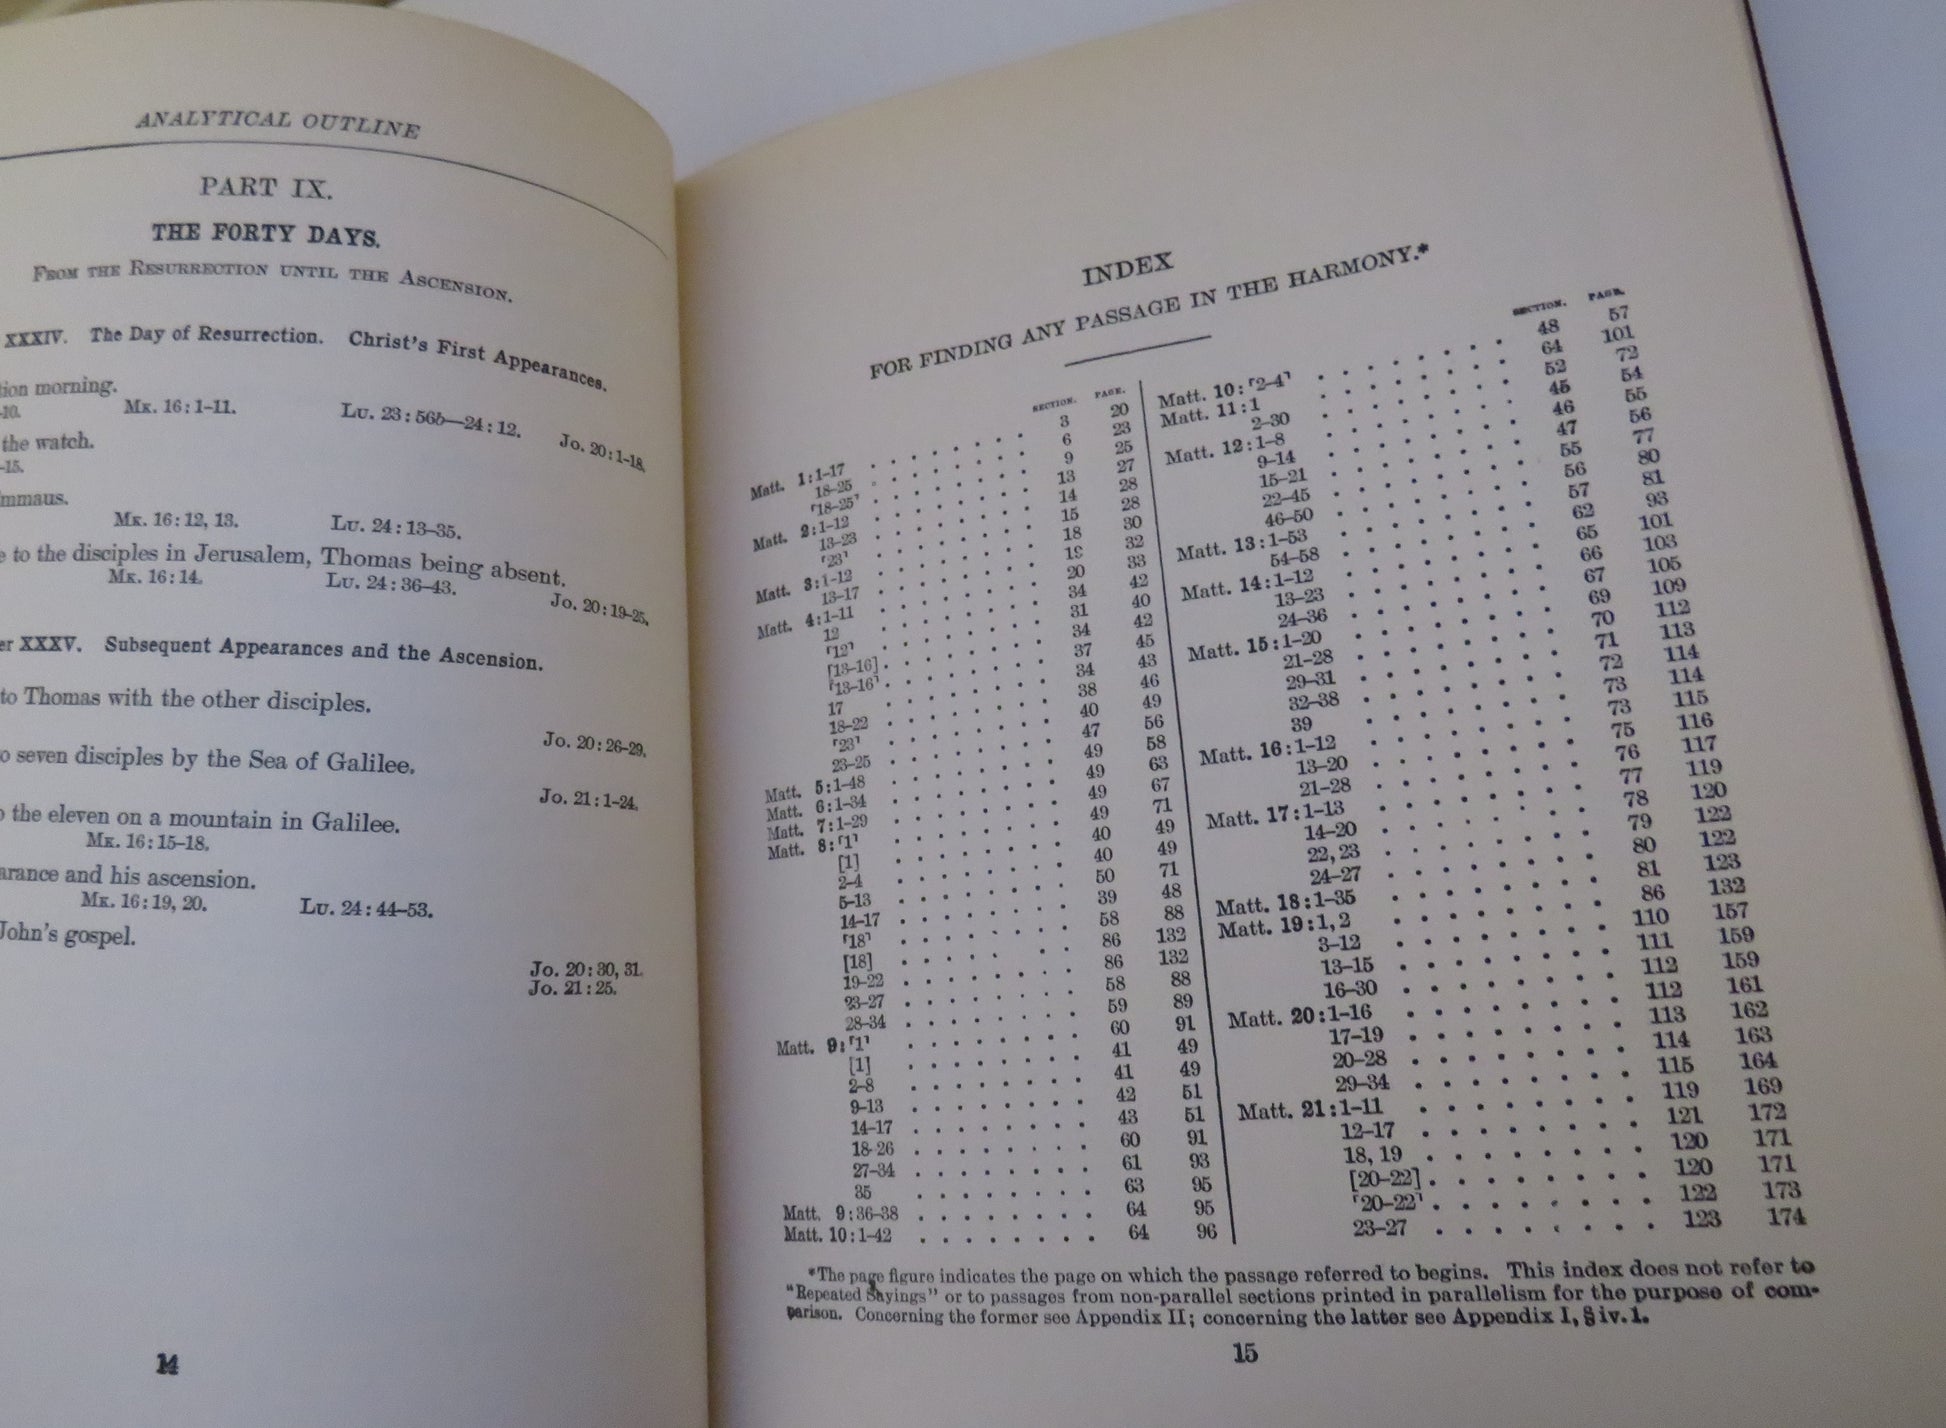 ANALYTICAL OUTLINE
PART IX.
THE FORTY DAYS.
FROM THE RESURRECTION UNTIL THE ASCENSION.
XXXIV. The Day of Resurrection. Christ's First Appearances.
tion morning.
-10. MK. 16:1-11. LU. 23:56b—24:12. JO. 20:1-18.
the watch.
-15.
mmaus.
MK. 16:12, 13. LU. 24:13-35.
e to the disciples in Jerusalem, Thomas being absent.
MK. 16:14. LU. 24:36-43. JO. 20:19-25.
er XXXV. Subsequent Appearances and the Ascension.
to Thomas with the other disciples.
JO. 20:26-29.
o seven disciples by the Sea of Galilee.
JO. 21:1-24.
o the eleven on a mountain in Galilee.
MK. 16:15-18.
arance and his ascension.
MK. 16:19, 20. LU. 24:44-53.
John's gospel.
JO. 20:30, 31.
JO. 21:25.
14
INDEX
FOR FINDING ANY PASSAGE IN THE HARMONY.*
SECTION. PAGE.
Matt. 1:1-17 . . . . . . . . 3 20
18-25 . . . . . . . . 6 23
⸢18-25⸣ . . . . . . . . 9 25
Matt. 2:1-12 . . . . . . . . 13 27
13-23 . . . . . . . . 14 28
⸢23⸣ . . . . . . . . 15 28
Matt. 3:1-12 . . . . . . . . 18 30
13-17 . . . . . . . . 19 32
Matt. 4:1-11 . . . . . . . . 20 33
12 . . . . . . . . 34 42
⸢12⸣ . . . . . . . . 31 40
[13-16] . . . . . . . . 34 42
⸢13-16⸣ . . . . . . . . 37 45
17 . . . . . . . . 34 43
18-22 . . . . . . . . 38 46
⸢23⸣ . . . . . . . . 40 49
23-25 . . . . . . . . 47 56
Matt. 5:1-48 . . . . . . . . 49 58
Matt. 6:1-34 . . . . . . . . 49 63
Matt. 7:1-29 . . . . . . . . 49 67
Matt. 8:⸢1⸣ . . . . . . . . 49 71
[1] . . . . . . . . 40 49
2-4 . . . . . . . . 40 49
5-13 . . . . . . . . 50 71
14-17 . . . . . . . . 39 48
⸢18⸣ . . . . . . . . 58 88
[18] . . . . . . . . 86 132
19-22 . . . . . . . . 86 132
23-27 . . . . . . . . 58 88
28-34 . . . . . . . . 59 89
Matt. 9:⸢1⸣ . . . . . . . . 60 91
[1] . . . . . . . . 41 49
2-8 . . . . . . . . 41 49
9-13 . . . . . . . . 42 51
14-17 . . . . . . . . 43 51
18-26 . . . . . . . . 60 91
27-34 . . . . . . . . 61 93
35 . . . . . . . . 63 95
Matt. 9:36-38 . . . . . . . . 64 95
Matt. 10:1-42 . . . . . . . . 64 96
SECTION. PAGE.
Matt. 10:⸢2-4⸣ . . . . . . . . 48 57
Matt. 11:1 . . . . . . . . 64 101
2-30 . . . . . . . . 52 72
Matt. 12:1-8 . . . . . . . . 45 54
9-14 . . . . . . . . 46 55
15-21 . . . . . . . . 47 56
22-45 . . . . . . . . 55 77
46-50 . . . . . . . . 56 80
Matt. 13:1-53 . . . . . . . . 57 81
54-58 . . . . . . . . 62 93
Matt. 14:1-12 . . . . . . . . 65 101
13-23 . . . . . . . . 66 103
24-36 . . . . . . . . 67 105
Matt. 15:1-20 . . . . . . . . 69 109
21-28 . . . . . . . . 70 112
29-31 . . . . . . . . 71 113
32-38 . . . . . . . . 72 114
39 . . . . . . . . 73 114
Matt. 16:1-12 . . . . . . . . 73 115
13-20 . . . . . . . . 75 116
21-28 . . . . . . . . 76 117
Matt. 17:1-13 . . . . . . . . 77 119
14-20 . . . . . . . . 78 120
22, 23 . . . . . . . . 79 122
24-27 . . . . . . . . 80 122
Matt. 18:1-35 . . . . . . . . 81 123
Matt. 19:1, 2 . . . . . . . . 86 132
3-12 . . . . . . . . 110 157
13-15 . . . . . . . . 111 159
16-30 . . . . . . . . 112 159
Matt. 20:1-16 . . . . . . . . 112 161
17-19 . . . . . . . . 113 162
20-28 . . . . . . . . 114 163
29-34 . . . . . . . . 115 164
Matt. 21:1-11 . . . . . . . . 119 169
12-17 . . . . . . . . 121 172
18, 19 . . . . . . . . 120 171
[20-22] . . . . . . . . 120 171
⸢20-22⸣ . . . . . . . . 122 173
23-27 . . . . . . . . 123 174
*The page figure indicates the page on which the passage referred to begins. This index does not refer to
"Repeated Sayings" or to passages from non-parallel sections printed in parallelism for the purpose of com-
parison. Concerning the former see Appendix II; concerning the latter see Appendix I, § iv. 1.
15